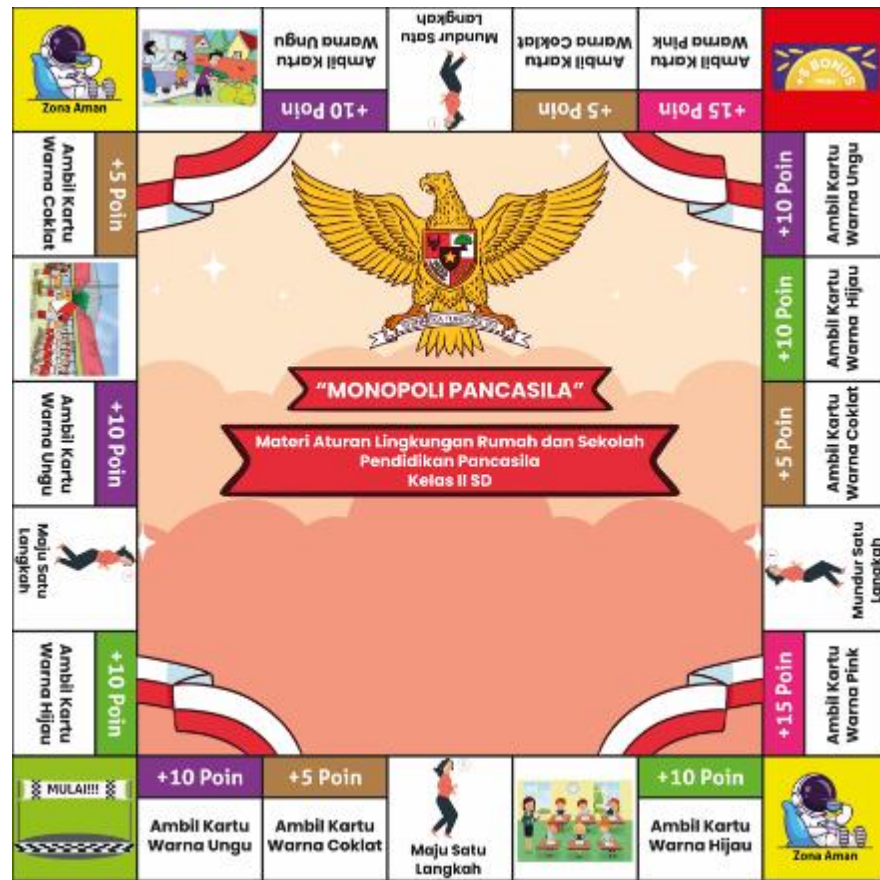 Zona Aman
+10 Poin
Ambil Kartu
Warna Ungu
Mundur Satu
Langkah
+5 Poin
Ambil Kartu
Warna Coklat
+15 Poin
Ambil Kartu
Warna Pink
+5 BONUS
+10 Poin
Ambil Kartu
Warna Ungu
+10 Poin
Ambil Kartu
Warna Hijau
+5 Poin
Ambil Kartu
Warna Coklat
Mundur Satu
Langkah
+15 Poin
Ambil Kartu
Warna Pink
+5 Poin
Ambil Kartu
Warna Coklat
+10 Poin
Ambil Kartu
Warna Ungu
Maju Satu
Langkah
+10 Poin
Ambil Kartu
Warna Hijau
"MONOPOLI PANCASILA"
Materi Aturan Lingkungan Rumah dan Sekolah
Pendidikan Pancasila
Kelas II SD
MULAI!!!
+10 Poin
Ambil Kartu
Warna Ungu
+5 Poin
Ambil Kartu
Warna Coklat
Maju Satu
Langkah
+10 Poin
Ambil Kartu
Warna Hijau
Zona Aman